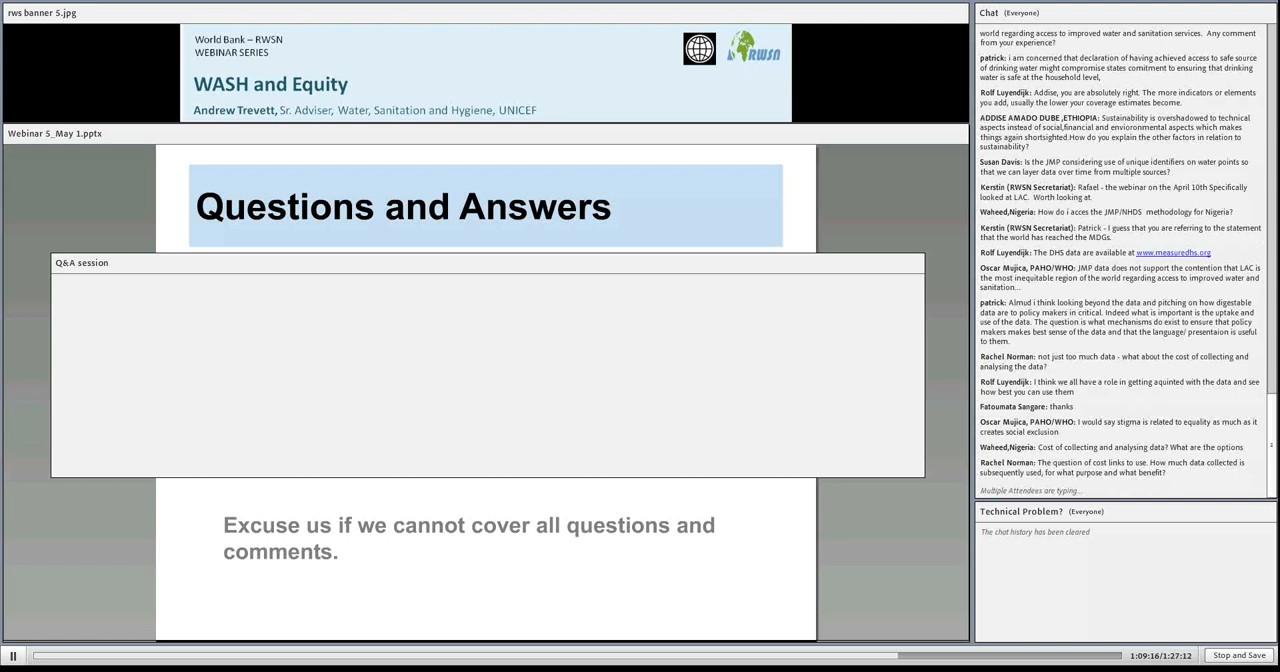 rws banner 5.jpg
World Bank – RWSN
WEBINAR SERIES
RWSN
WASH and Equity
Andrew Trevett, Sr. Adviser, Water, Sanitation and Hygiene, UNICEF
Webinar 5_May 1.pptx
Questions and Answers
Q&A session
Excuse us if we cannot cover all questions and
comments.
Chat (Everyone)
world regarding access to improved water and sanitation services. Any comment
from your experience?
patrick: i am concerned that declaration of having achieved access to safe source
of drinking water might compromise states comitment to ensuring that drinking
water is safe at the household level,
Rolf Luyendijk: Addise, you are absolutely right. The more indicators or elements
you add, usually the lower your coverage estimates become.
ADDISE AMADO DUBE ,ETHIOPIA: Sustainability is overshadowed to technical
aspects instead of social,financial and envioronmental aspects which makes
things again shortsighted.How do you explain the other factors in relation to
sustainability?
Susan Davis: Is the JMP considering use of unique identifiers on water points so
that we can layer data over time from multiple sources?
Kerstin (RWSN Secretariat): Rafael - the webinar on the April 10th Specifically
looked at LAC. Worth looking at.
Waheed,Nigeria: How do i acces the JMP/NHDS methodology for Nigeria?
Kerstin (RWSN Secretariat): Patrick - I guess that you are referring to the statement
that the world has reached the MDGs.
Rolf Luyendijk: The DHS data are available at www.measuredhs.org
Oscar Mujica, PAHO/WHO: JMP data does not support the contention that LAC is
the most inequitable region of the world regarding access to improved water and
sanitation...
patrick: Almud i think looking beyond the data and pitching on how digestable
data are to policy makers in critical. Indeed what is important is the uptake and
use of the data. The question is what mechanisms do exist to ensure that policy
makers makes best sense of the data and that the language/ presentaion is useful
to them.
Rachel Norman: not just too much data - what about the cost of collecting and
analysing the data?
Rolf Luyendijk: I think we all have a role in getting aquinted with the data and see
how best you can use them
Fatoumata Sangare: thanks
Oscar Mujica, PAHO/WHO: I would say stigma is related to equality as much as it
creates social exclusion
Waheed,Nigeria: Cost of collecting and analysing data? What are the options
Rachel Norman: The question of cost links to use. How much data collected is
subsequently used, for what purpose and what benefit?
Multiple Attendees are typing...
Technical Problem? (Everyone)
The chat history has been cleared
1:09:16/1:27:12
Stop and Save